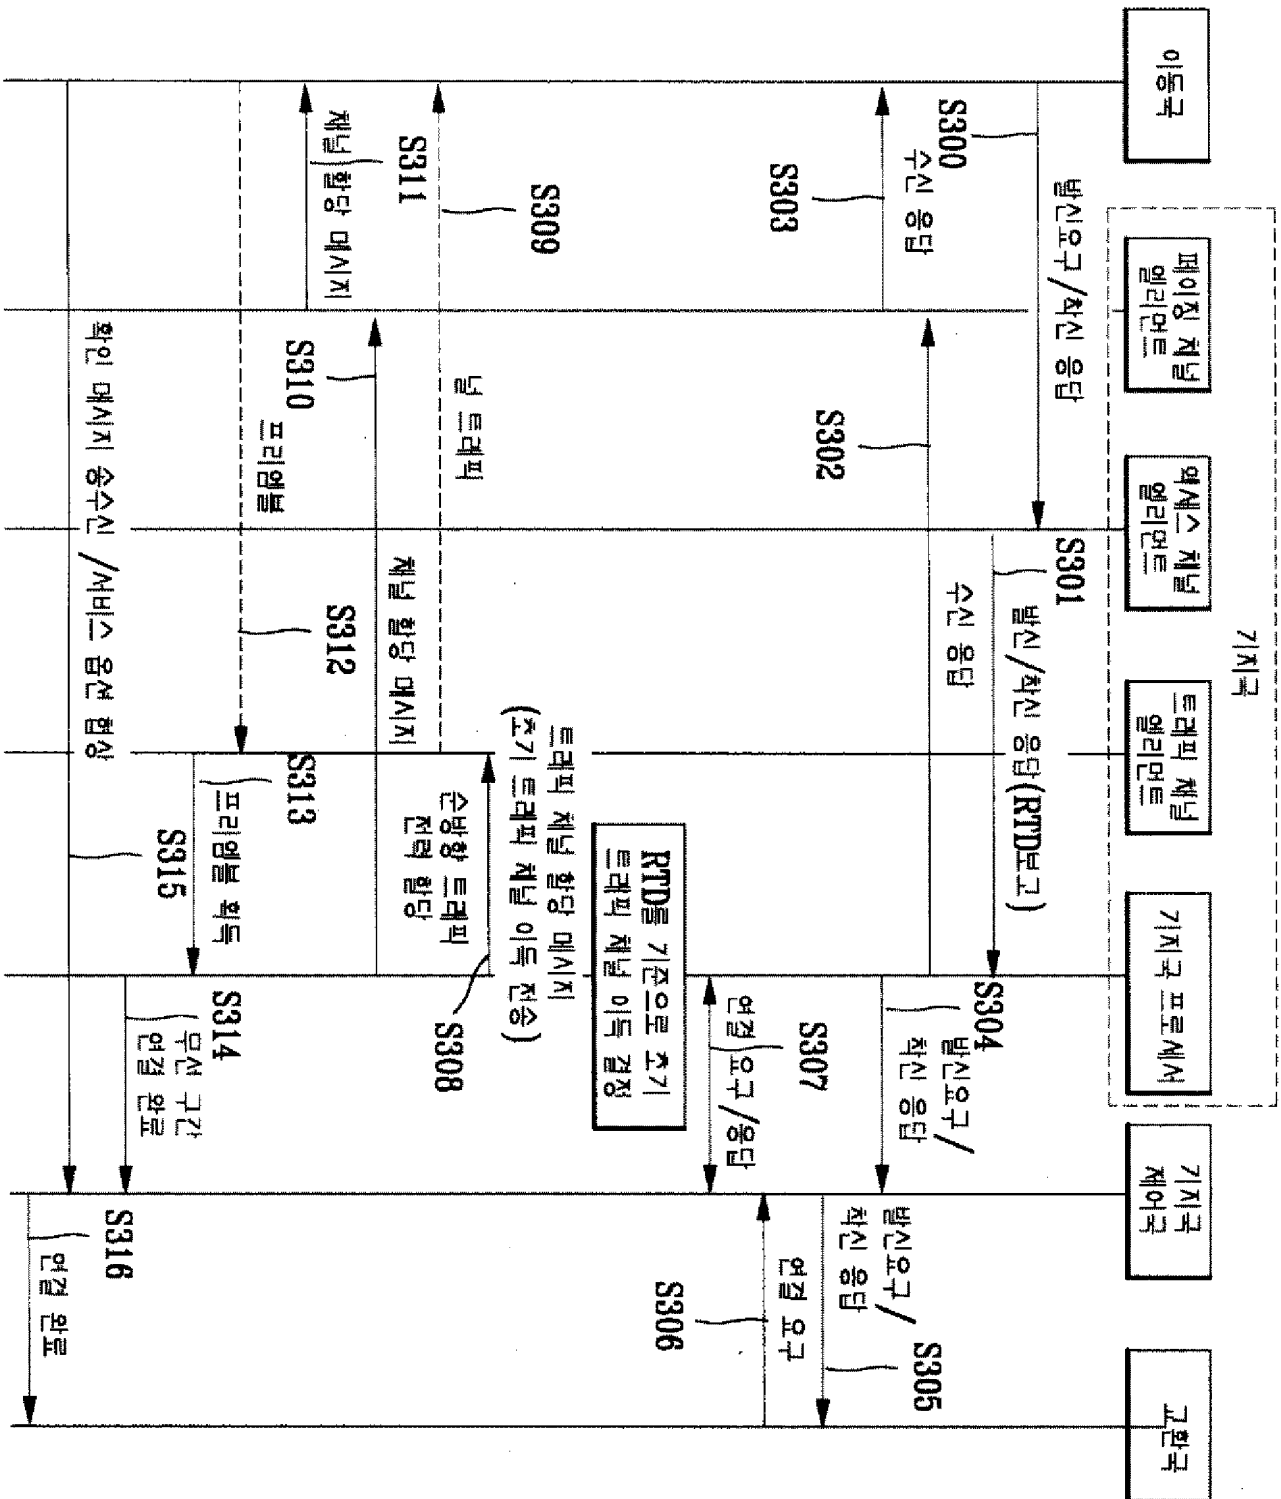 기지국
이동국
페이징 채널
엘리먼트
액세스 채널
엘리먼트
트래픽 채널
엘리먼트
기지국 프로세서
기지국
제어국
교환국
발신요구/착신 응답
S300
S301
발신/착신 응답(RTD보고)
수신 응답
S302
수신 응답
S303
S304
발신요구/
착신 응답
발신요구/
착신 응답
S305
연결 요구
S306
S307
연결 요구/응답
RTD를 기준으로 초기
트래픽 채널 이득 결정
트래픽 채널 할당 메시지
(초기 트래픽 채널 이득 전송)
S308
순방향 트래픽
전력 할당
널 트래픽
S309
채널 할당 메시지
S310
S311
채널 할당 메시지
프리엠블
S312
S313
프리엠블 획득
S314
무선 구간
연결 완료
S315
확인 메시지 송수신/서비스 옵션 협상
S316
연결 완료